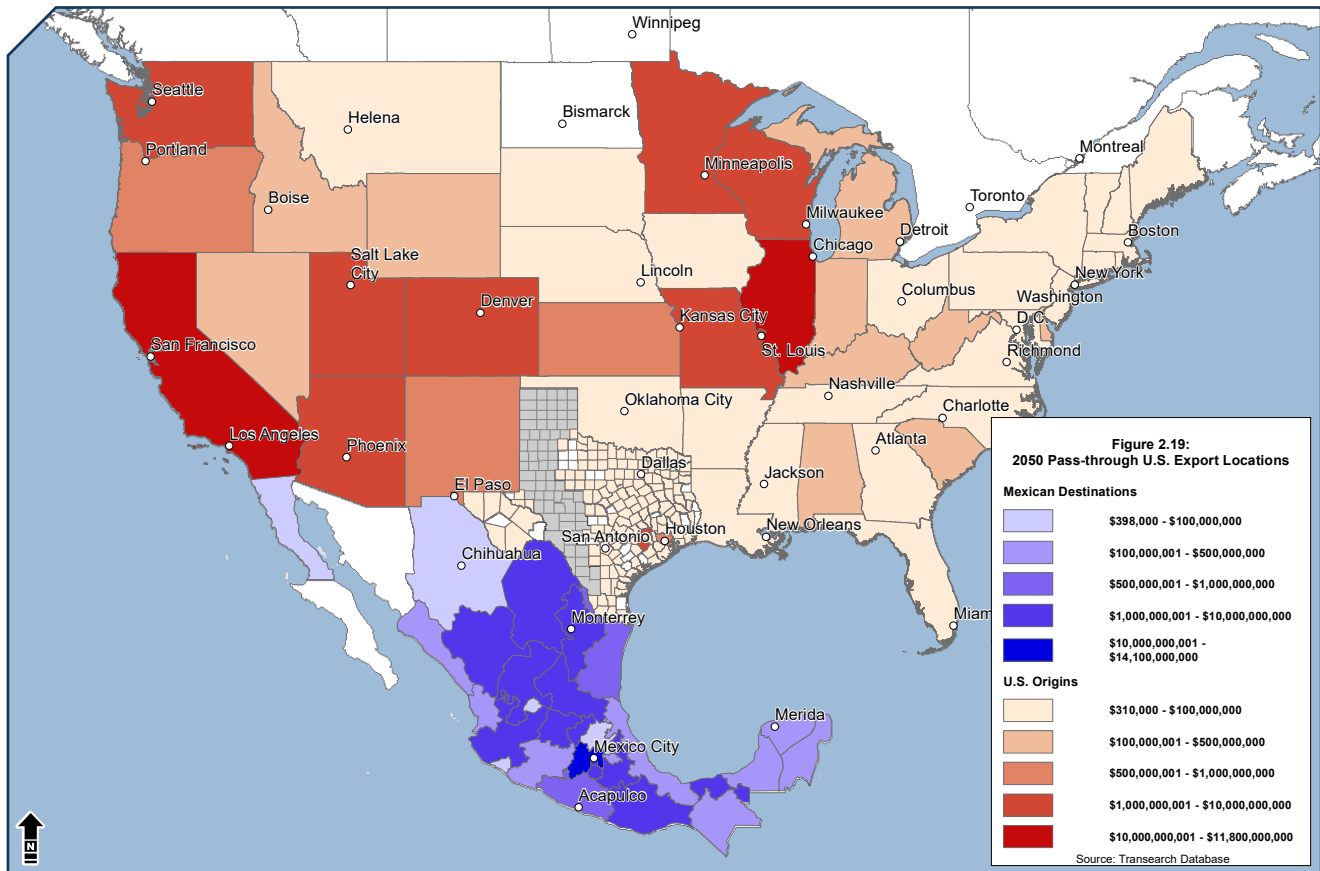 Winnipeg
Seattle
Helena
Bismarck
Portland
Montreal
Minneapolis
Boise
Toronto
Milwaukee
Detroit
Boston
Chicago
Salt Lake
City
Lincoln
New York
Columbus
Washington
D.C.
Denver
Kansas City
San Francisco
St. Louis
Richmond
Nashville
Oklahoma City
Charlotte
Los Angeles
Phoenix
Atlanta
Dallas
Jackson
El Paso
New Orleans
Houston
San Antonio
Chihuahua
Miam
Monterrey
Merida
Mexico City
Acapulco
N
Figure 2.19:
2050 Pass-through U.S. Export Locations
Mexican Destinations
$398,000 - $100,000,000
$100,000,001 - $500,000,000
$500,000,001 - $1,000,000,000
$1,000,000,001 - $10,000,000,000
$10,000,000,001 -
$14,100,000,000
U.S. Origins
$310,000 - $100,000,000
$100,000,001 - $500,000,000
$500,000,001 - $1,000,000,000
$1,000,000,001 - $10,000,000,000
$10,000,000,001 - $11,800,000,000
Source: Transearch Database